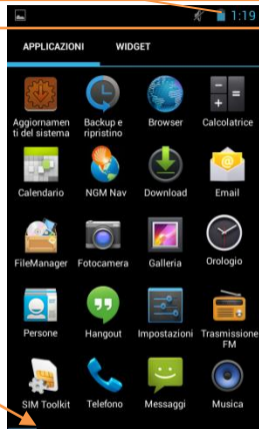 1:19
APPLICAZIONI WIDGET
Aggiornamen Backup e Browser Calcolatrice
ti del sistema ripristino
Calendario NGM Nav Download Email
FileManager Fotocamera Galleria Orologio
Persone Hangout Impostazioni Trasmissione
FM
SIM Toolkit Telefono Messaggi Musica